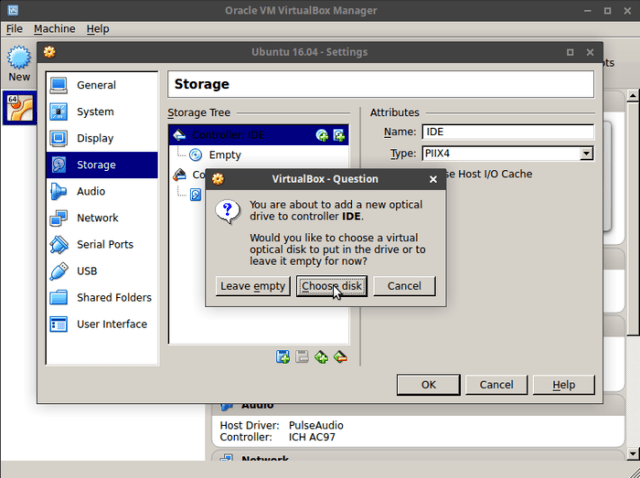 Oracle VM VirtualBox Manager
File Machine Help
New
64
Ubuntu 16.04 - Settings
General
System
Display
Storage
Audio
Network
Serial Ports
USB
Shared Folders
User Interface
Storage
Storage Tree
Controller: IDE
Empty
Co
Attributes
Name: IDE
Type: PIIX4
se Host I/O Cache
VirtualBox - Question
You are about to add a new optical
drive to controller IDE.
Would you like to choose a virtual
optical disk to put in the drive or to
leave it empty for now?
Leave empty
Choose disk
Cancel
OK
Cancel
Help
ots
Audio
Host Driver: PulseAudio
Controller: ICH AC97
Network